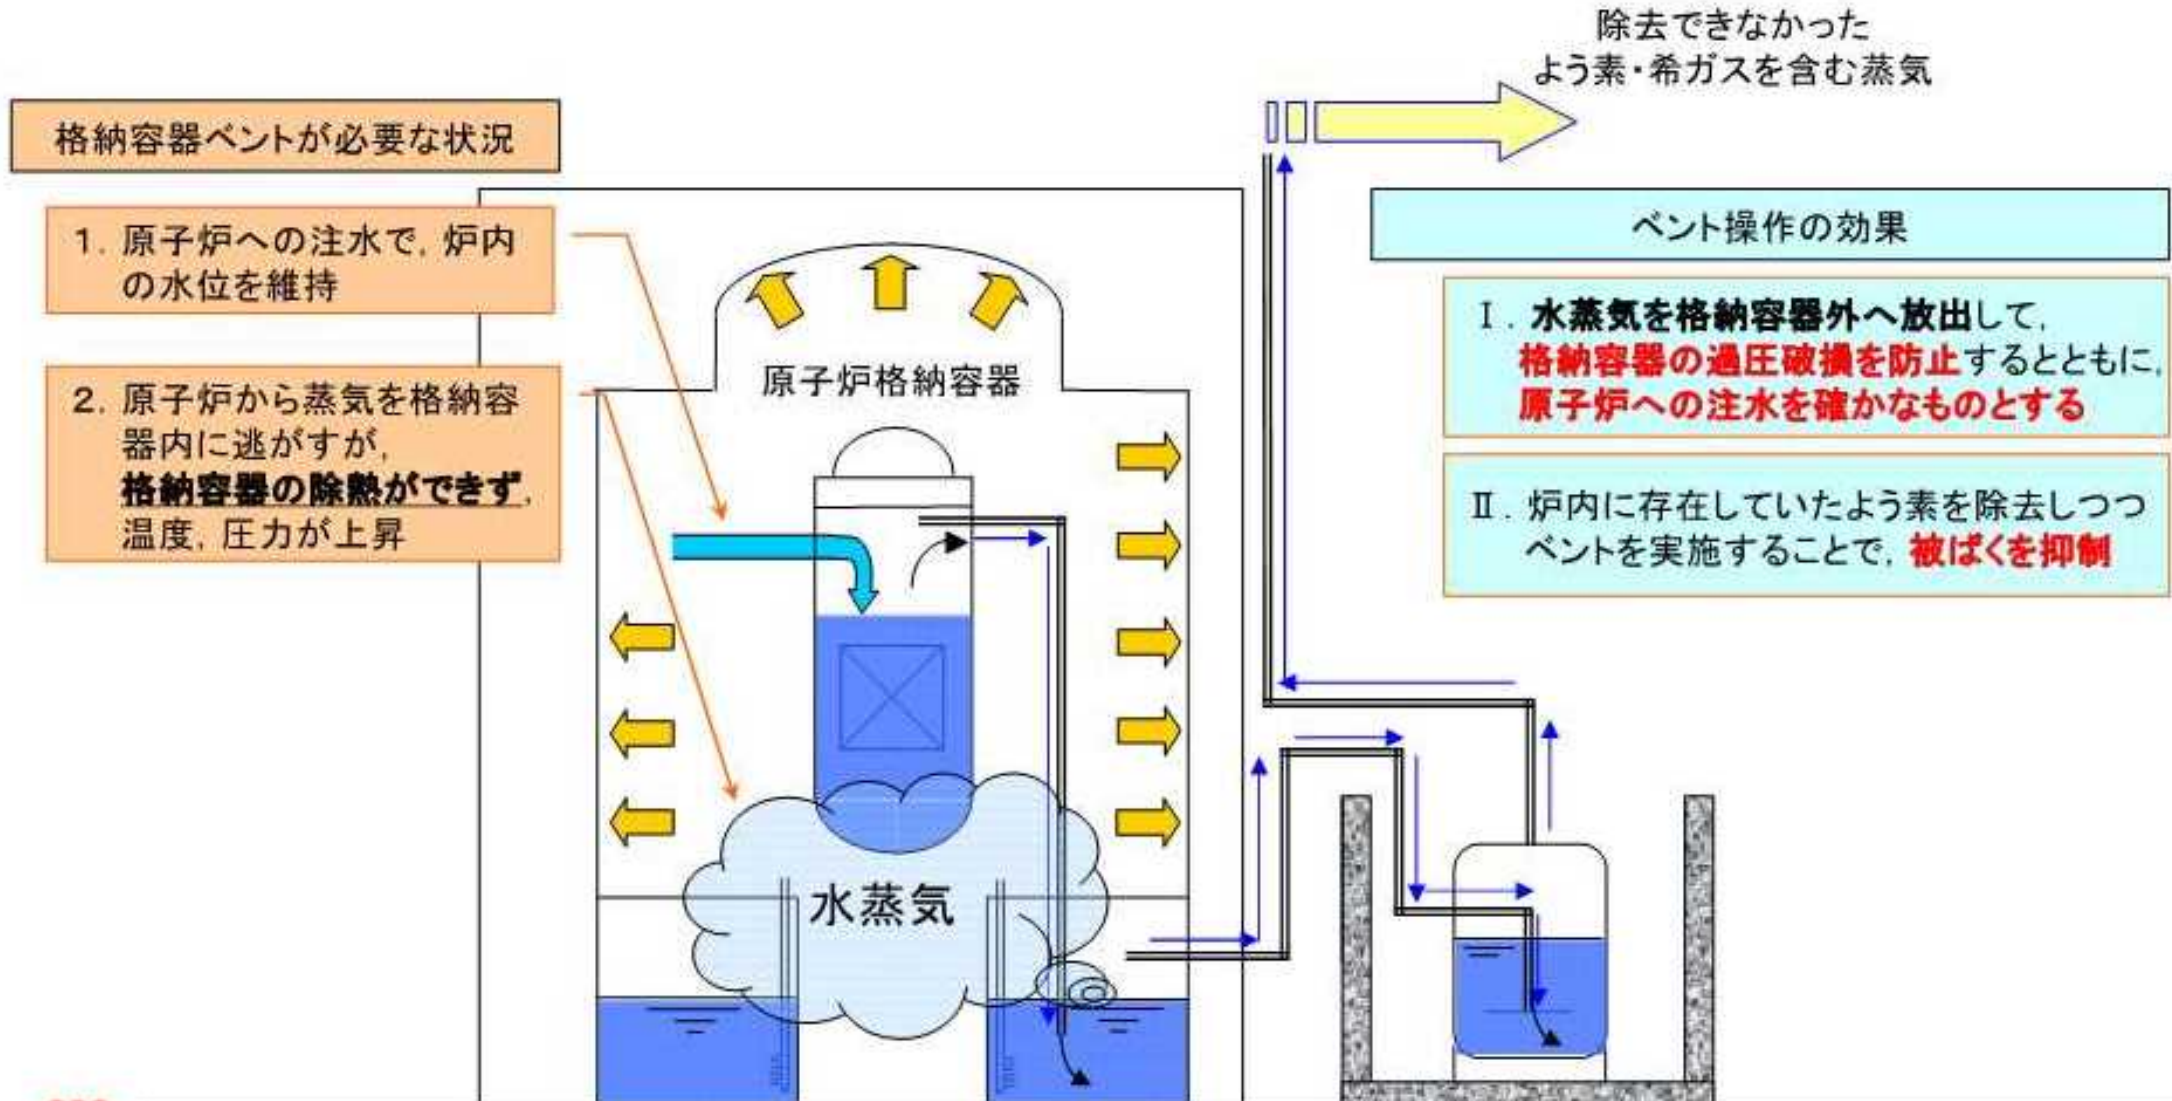 除去できなかった
よう素・希ガスを含む蒸気
格納容器ベントが必要な状況
1. 原子炉への注水で, 炉内
の水位を維持
2. 原子炉から蒸気を格納容
器内に逃がすが,
格納容器の除熱ができず,
温度, 圧力が上昇
原子炉格納容器
水蒸気
ベント操作の効果
Ⅰ. 水蒸気を格納容器外へ放出して,
格納容器の過圧破損を防止するとともに,
原子炉への注水を確かなものとする
Ⅱ. 炉内に存在していたよう素を除去しつつ
ベントを実施することで, 被ばくを抑制